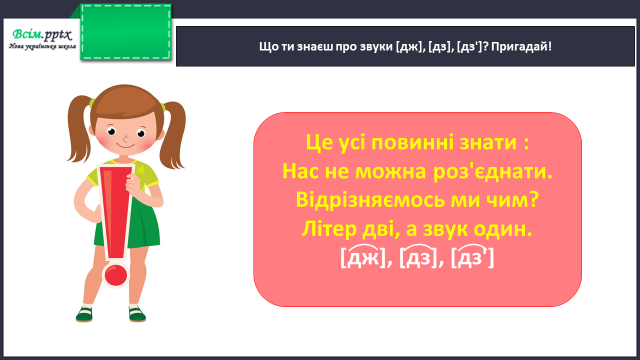 Всім.pptx
Нова українська школа
Що ти знаєш про звуки [дж], [дз], [дз']? Пригадай!
Це усі повинні знати :
Нас не можна роз'єднати.
Відрізняємось ми чим?
Літер дві, а звук один.
[дж], [дз], [дз']